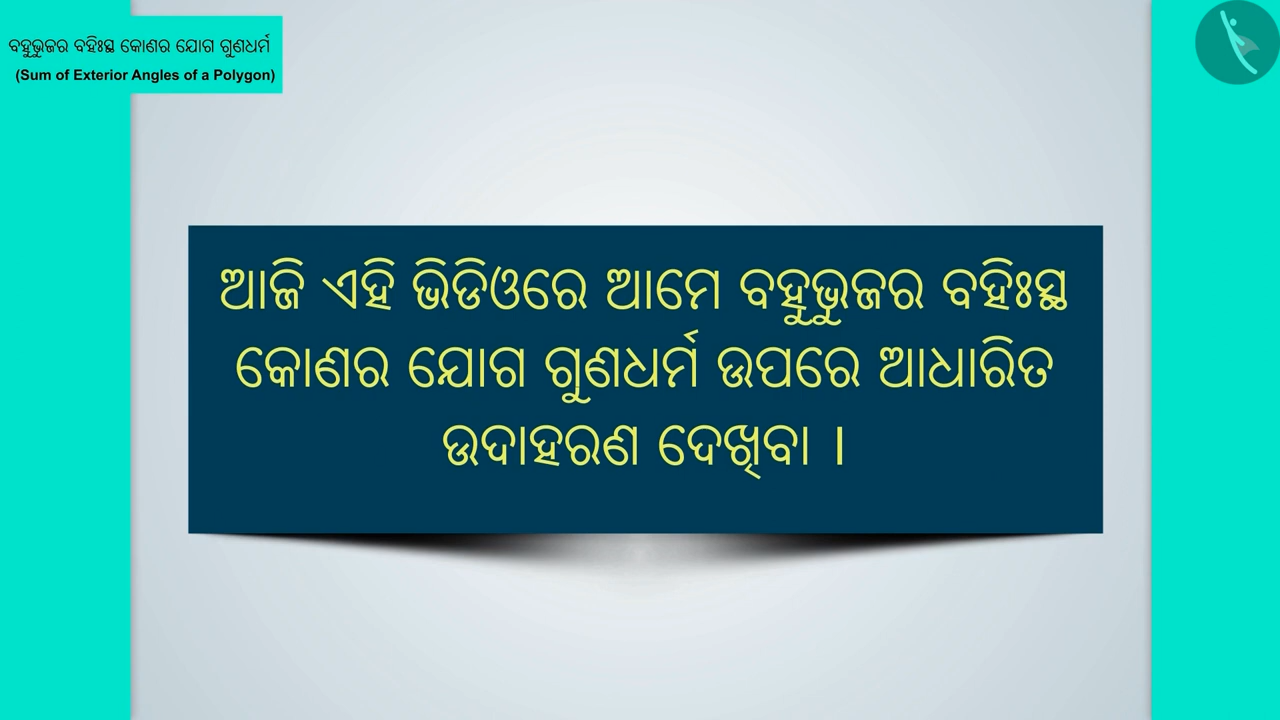 ବହୁଭୁଜର ବହିଃସ୍ଥ କୋଣର ଯୋଗ ଗୁଣଧର୍ମ
(Sum of Exterior Angles of a Polygon)
ଆଜି ଏହି ଭିଡିଓରେ ଆମେ ବହୁଭୁଜର ବହିଃସ୍ଥ
କୋଣର ଯୋଗ ଗୁଣଧର୍ମ ଉପରେ ଆଧାରିତ
ଉଦାହରଣ ଦେଖିବା ।